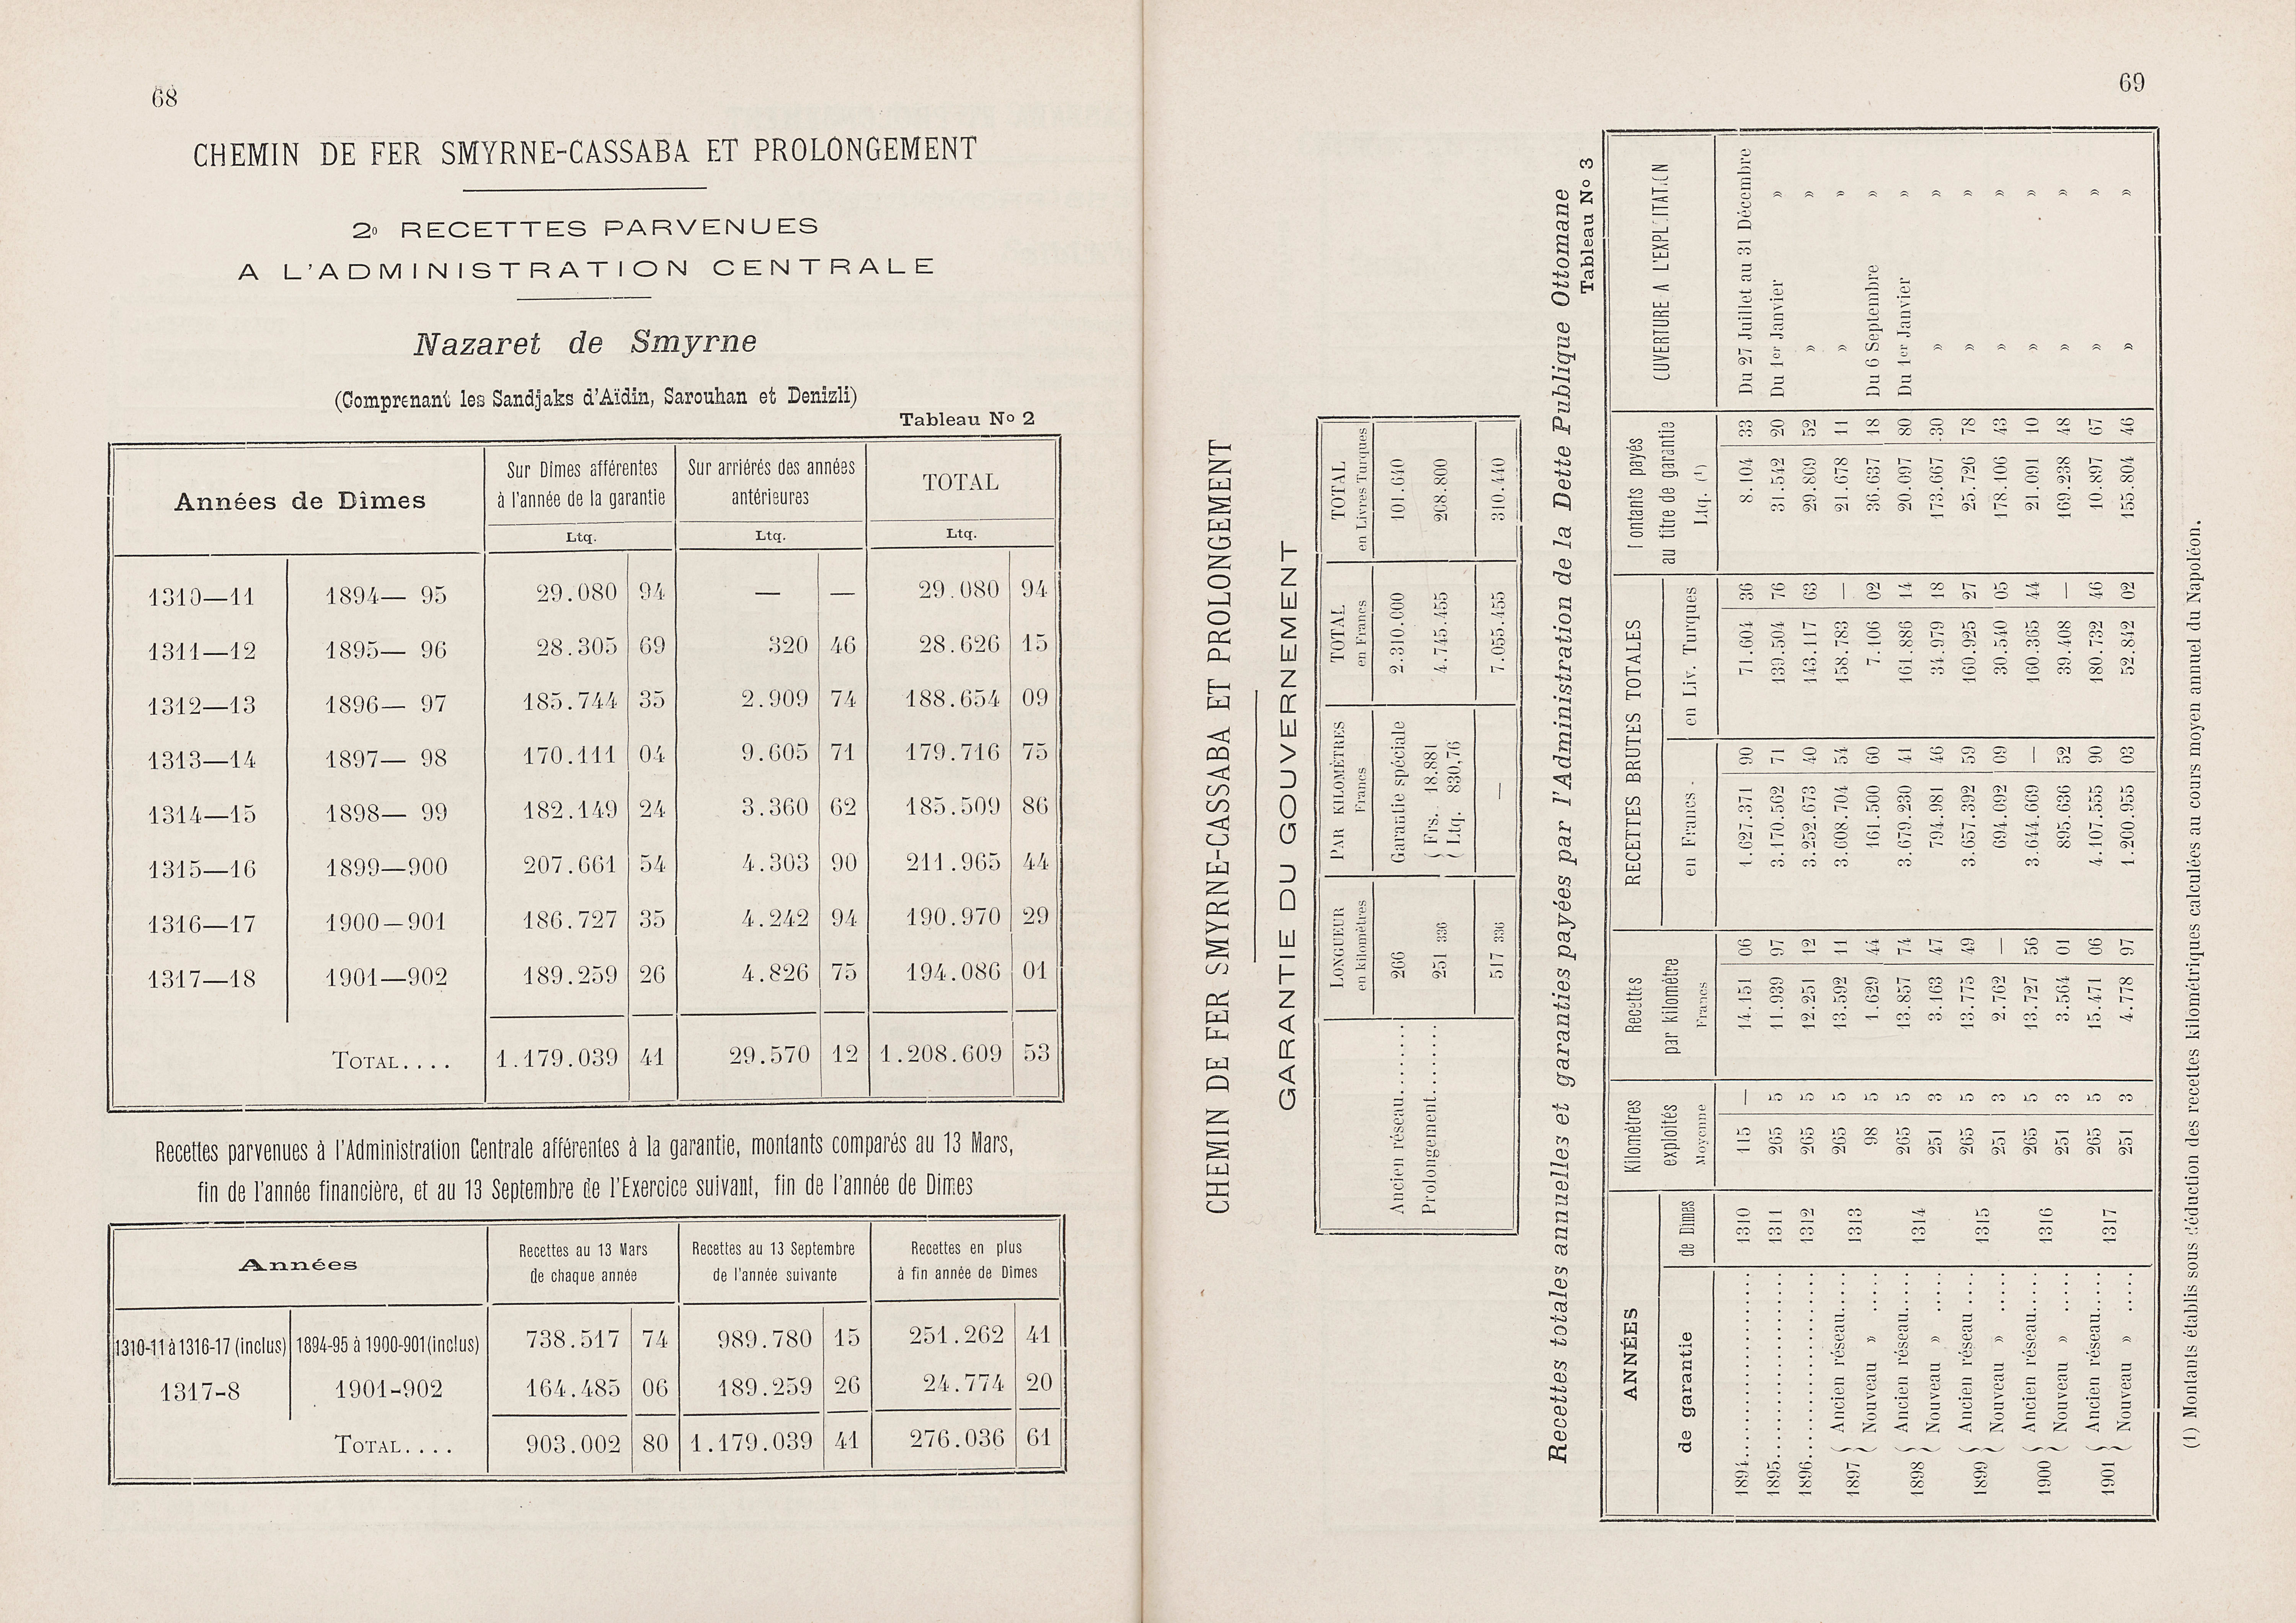 68
CHEMIN DE FER SMYRNE-CASSABA ET PROLONGEMENT
2º RECETTES PARVENUES
A L'ADMINISTRATION CENTRALE
Nazaret de Smyrne
(Comprenant les Sandjaks d'Aïdin, Sarouhan et Denizli)
Tableau Nº 2
Années de Dîmes | Sur Dîmes afférentes à l'année de la garantie | Sur arriérés des années antérieures | TOTAL
Ltq. | Ltq. | Ltq.
1310—11 | 1894— 95 | 29.080 94 | — — | 29.080 94
1311—12 | 1895— 96 | 28.305 69 | 320 46 | 28.626 15
1312—13 | 1896— 97 | 185.744 35 | 2.909 74 | 188.654 09
1313—14 | 1897— 98 | 170.111 04 | 9.605 71 | 179.716 75
1314—15 | 1898— 99 | 182.149 24 | 3.360 62 | 185.509 86
1315—16 | 1899—900 | 207.661 54 | 4.303 90 | 211.965 44
1316—17 | 1900—901 | 186.727 35 | 4.242 94 | 190.970 29
1317—18 | 1901—902 | 189.259 26 | 4.826 75 | 194.086 01
TOTAL.... | 1.179.039 41 | 29.570 12 | 1.208.609 53
Recettes parvenues à l'Administration Centrale afférentes à la garantie, montants comparés au 13 Mars,
fin de l'année financière, et au 13 Septembre de l'Exercice suivant, fin de l'année de Dîmes
Années | Recettes au 13 Mars de chaque année | Recettes au 13 Septembre de l'année suivante | Recettes en plus à fin année de Dîmes
1310-11 à 1316-17 (inclus) | 1894-95 à 1900-901 (inclus) | 738.517 74 | 989.780 15 | 251.262 41
1317-8 | 1901-902 | 164.485 06 | 189.259 26 | 24.774 20
TOTAL.... | 903.002 80 | 1.179.039 41 | 276.036 61
69
CHEMIN DE FER SMYRNE-CASSABA ET PROLONGEMENT
GARANTIE DU GOUVERNEMENT
LONGUEUR en kilomètres | PAR KILOMÈTRES Francs | TOTAL en Francs | TOTAL en Livres Turques
Ancien réseau........ | 266 | Garantie spéciale | 2.310.000 | 101.640
Prolongement........ | 251 336 | { Frs. 18.881 { Ltq. 830,76 | 4.745.455 | 208.800
517 336 | — | 7.055.455 | 310.440
Recettes totales annuelles et garanties payées par l'Administration de la Dette Publique Ottomane
Tableau Nº 3
ANNÉES | Kilomètres exploités Moyenne | Recettes par kilomètre Francs | RECETTES BRUTES TOTALES | ontants payés au titre de garantie Ltq. (1) | CUVERTURE A L'EXPL.ITATION
de garantie | de Dîmes | en Francs. | en Liv. Turques
1894........ | 1310 | 115 — | 14.151 06 | 1.627.371 90 | 71.604 36 | 8.104 33 | Du 27 Juillet au 31 Décembre
1895........ | 1311 | 265 5 | 11.939 97 | 3.170.562 71 | 139.504 76 | 31.542 20 | Du 1er Janvier »
1896........ | 1312 | 265 5 | 12.251 12 | 3.252.673 40 | 143.117 63 | 29.809 52 | » »
1897 { Ancien réseau.... | 1313 | 265 5 | 13.592 11 | 3.608.704 54 | 158.783 — | 21.678 11 | » »
{ Nouveau » .... | 98 5 | 1.629 44 | 161.500 60 | 7.106 02 | 36.637 18 | Du 6 Septembre »
1898 { Ancien réseau.... | 1314 | 265 5 | 13.857 74 | 3.679.230 41 | 161.886 14 | 20.097 80 | Du 1er Janvier »
{ Nouveau » .... | 251 3 | 3.163 47 | 794.981 46 | 34.979 18 | 173.667 30 | » »
1899 { Ancien réseau.... | 1315 | 265 5 | 13.775 49 | 3.657.392 59 | 160.925 27 | 25.726 78 | » »
{ Nouveau » .... | 251 3 | 2.762 — | 694.092 09 | 30.540 05 | 178.106 43 | » »
1900 { Ancien réseau.... | 1316 | 265 5 | 13.727 56 | 3.644.669 — | 160.365 44 | 21.091 10 | » »
{ Nouveau » .... | 251 3 | 3.564 01 | 895.636 52 | 39.408 — | 169.238 48 | » »
1901 { Ancien réseau.... | 1317 | 265 5 | 15.471 06 | 4.107.555 90 | 180.732 46 | 10.897 67 | » »
{ Nouveau » .... | 251 3 | 4.778 97 | 1.200.955 03 | 52.842 02 | 155.804 46 | » »
(1) Montants établis sous déduction des recettes kilométriques calculées au cours moyen annuel du Napoléon.